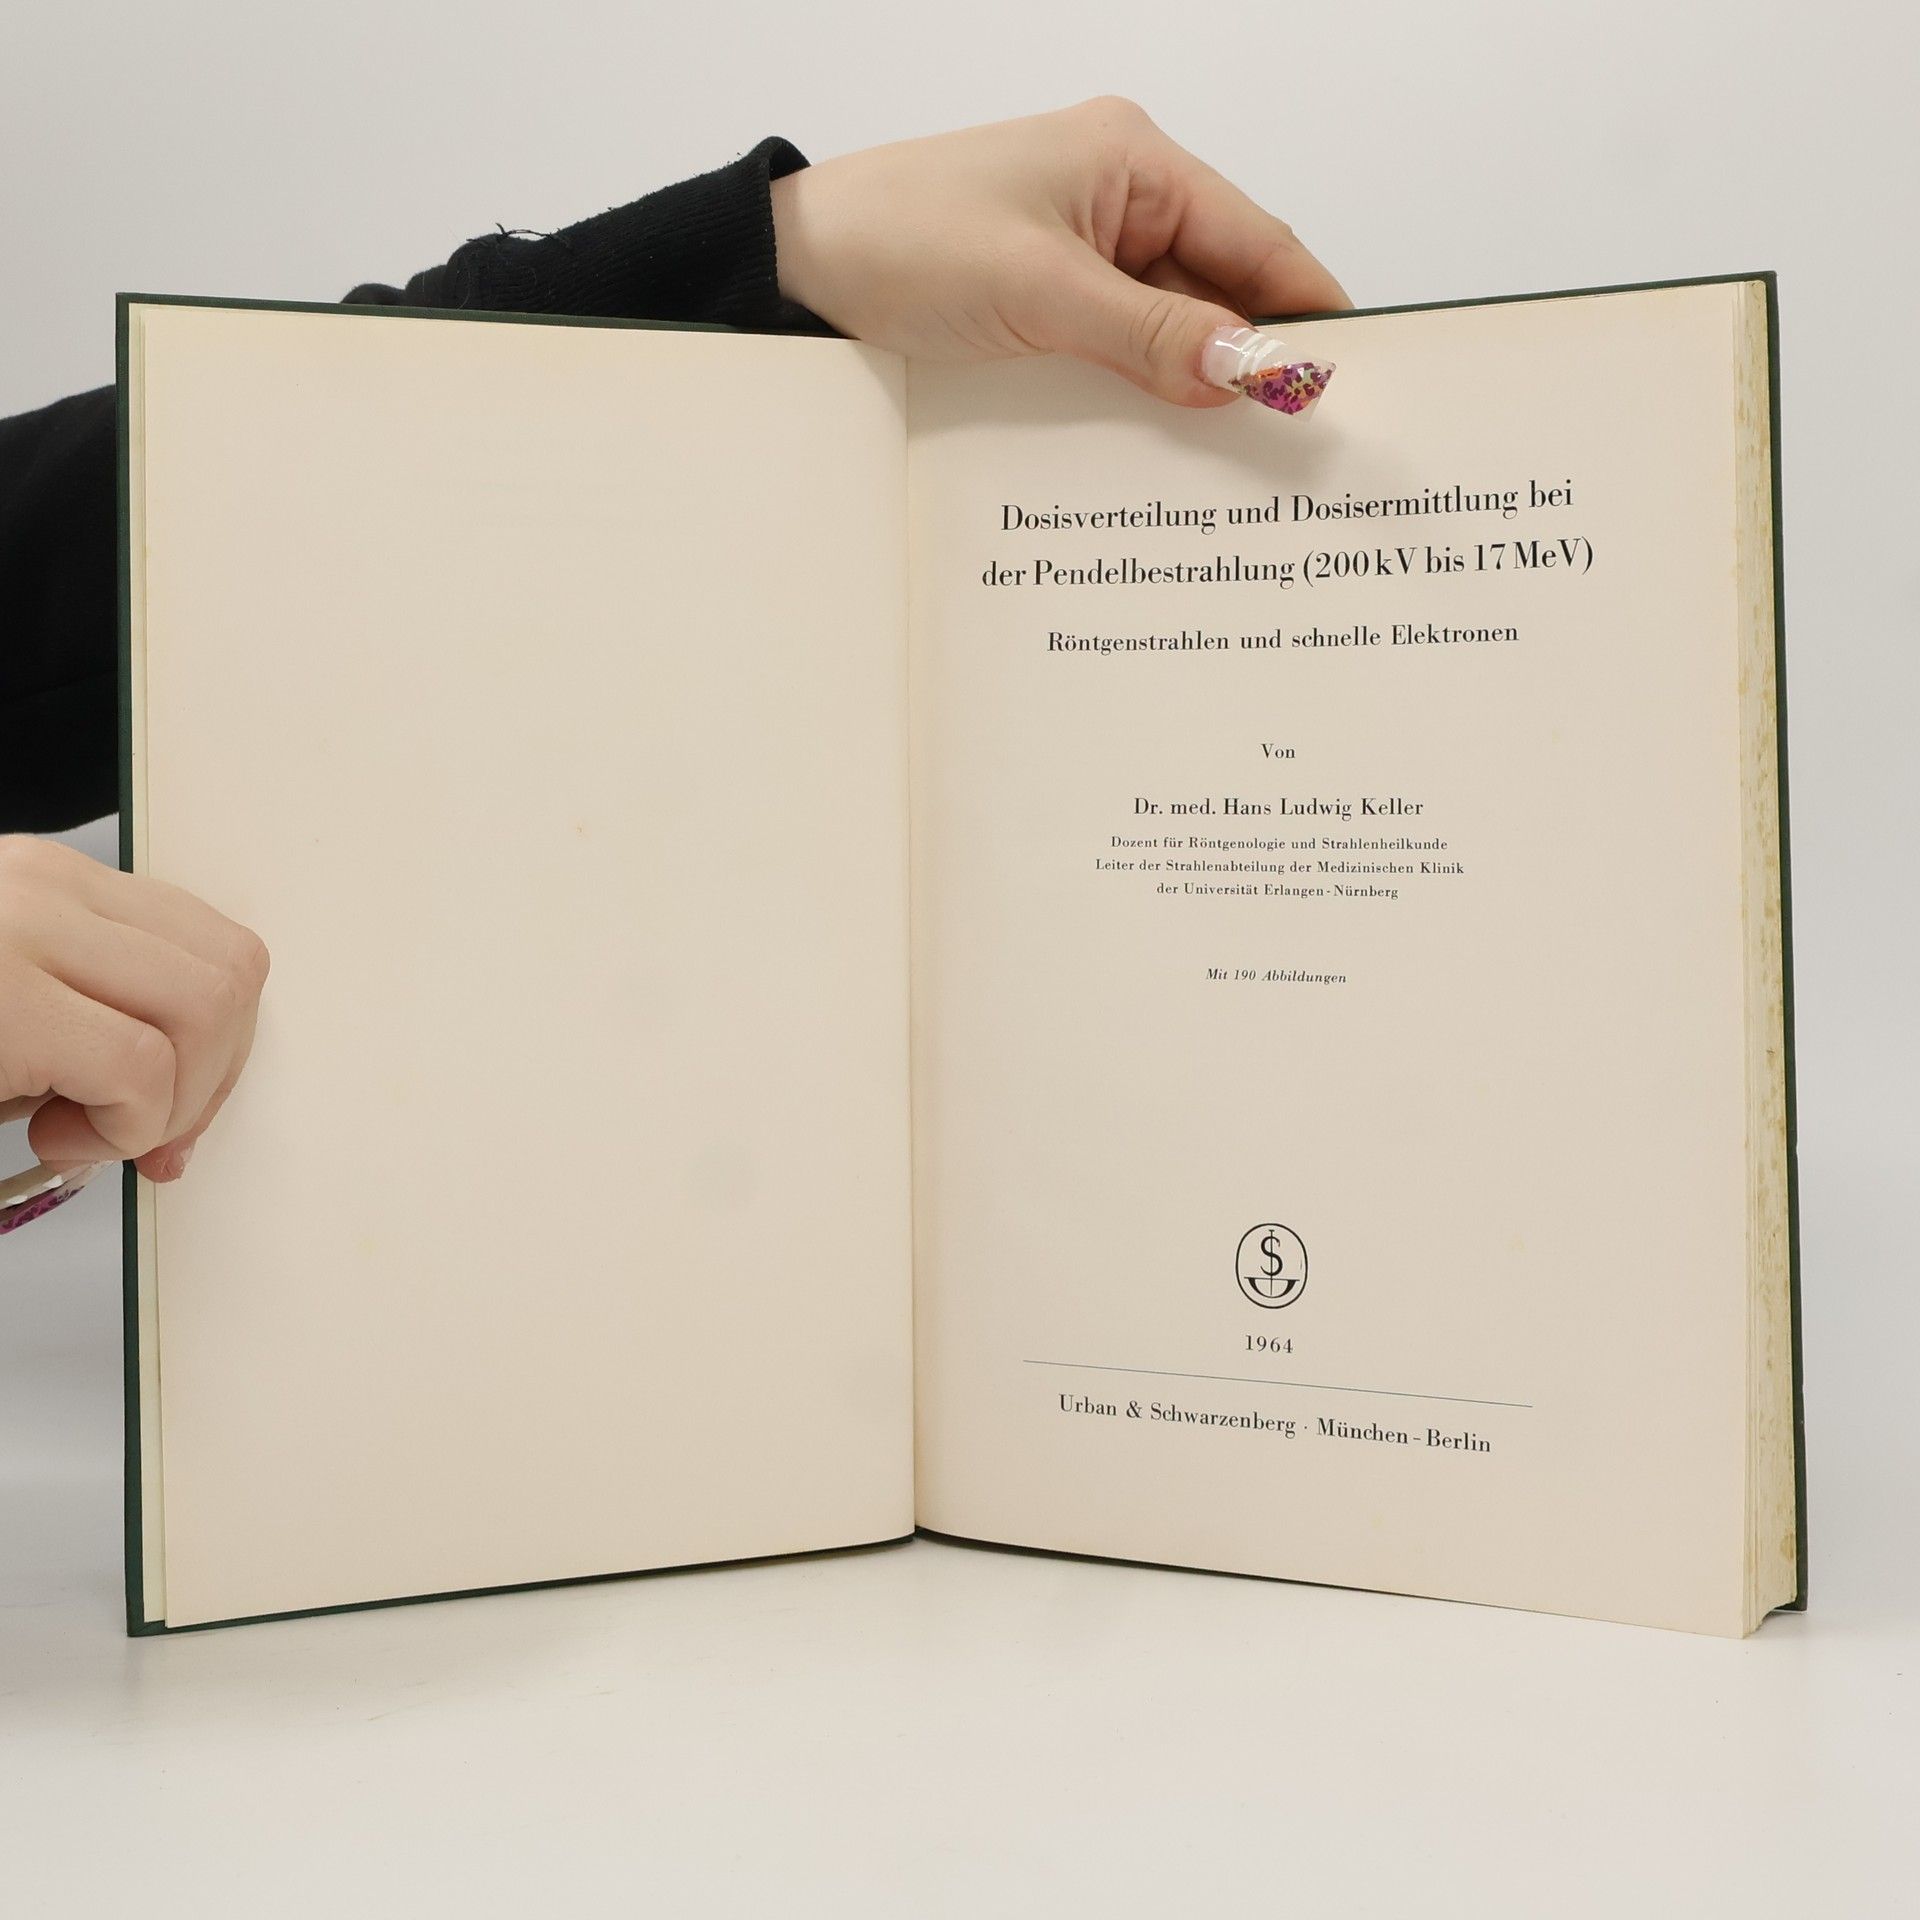 Dosisverteilung und Dosisermittlung bei
der Pendelbestrahlung (200 kV bis 17 MeV)
Röntgenstrahlen und schnelle Elektronen
Von
Dr. med. Hans Ludwig Keller
Dozent für Röntgenologie und Strahlenheilkunde
Leiter der Strahlenabteilung der Medizinischen Klinik
der Universität Erlangen-Nürnberg
Mit 190 Abbildungen
S
1964
Urban & Schwarzenberg · München-Berlin